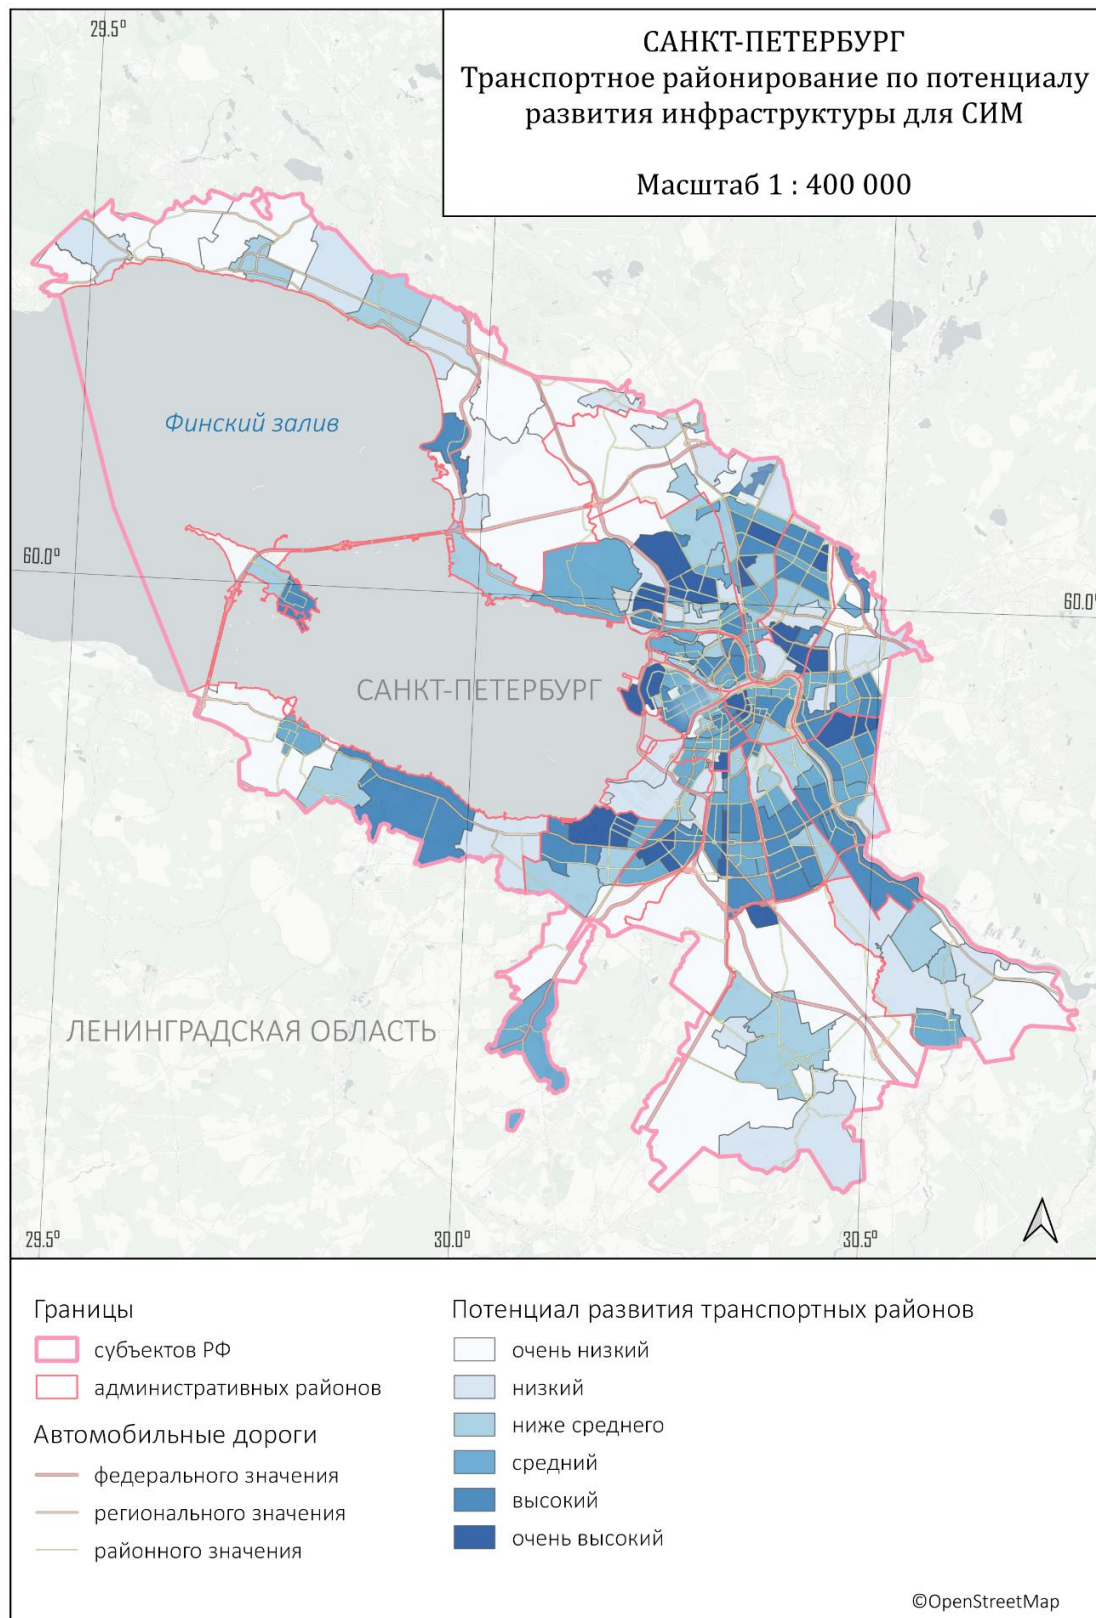 САНКТ-ПЕТЕРБУРГ
Транспортное районирование по потенциалу
развития инфраструктуры для СИМ
Масштаб 1 : 400 000
29.5°
Финский залив
60.0°
60.0°
САНКТ-ПЕТЕРБУРГ
ЛЕНИНГРАДСКАЯ ОБЛАСТЬ
29.5°
30.0°
30.5°
Границы
субъектов РФ
административных районов
Автомобильные дороги
федерального значения
регионального значения
районного значения
Потенциал развития транспортных районов
очень низкий
низкий
ниже среднего
средний
высокий
очень высокий
©OpenStreetMap